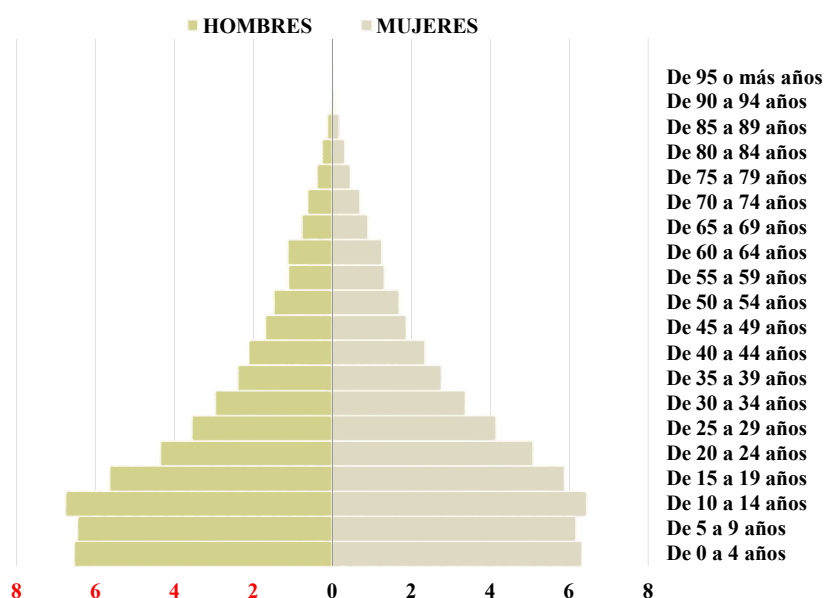 HOMBRES MUJERES
De 95 o más años
De 90 a 94 años
De 85 a 89 años
De 80 a 84 años
De 75 a 79 años
De 70 a 74 años
De 65 a 69 años
De 60 a 64 años
De 55 a 59 años
De 50 a 54 años
De 45 a 49 años
De 40 a 44 años
De 35 a 39 años
De 30 a 34 años
De 25 a 29 años
De 20 a 24 años
De 15 a 19 años
De 10 a 14 años
De 5 a 9 años
De 0 a 4 años
8 6 4 2 0 2 4 6 8